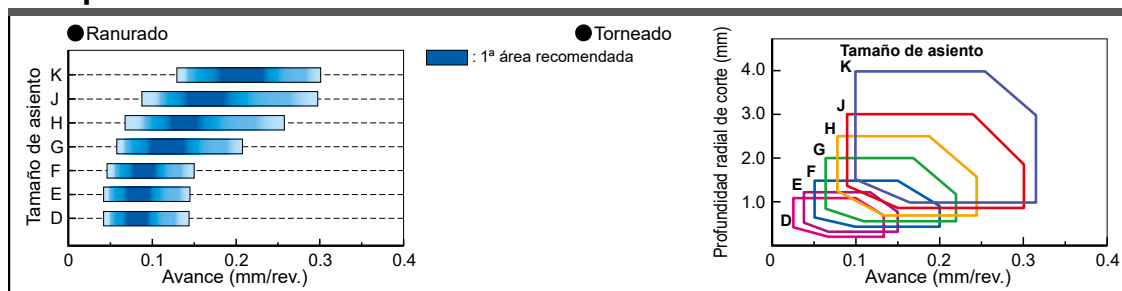 Ranurado
Tamaño de asiento
K
J
H
G
F
E
D
0
0.1
0.2
0.3
0.4
Avance (mm/rev.)
: 1ª área recomendada
Torneado
Profundidad radial de corte (mm)
Tamaño de asiento
4.0
3.0
2.0
1.0
K
J
H
G
F
E
D
0
0.1
0.2
0.3
0.4
Avance (mm/rev.)